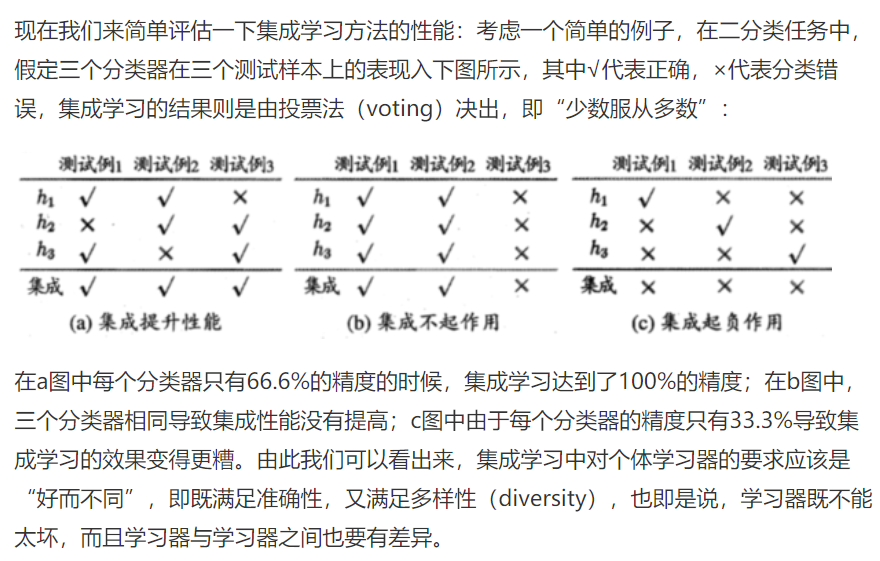 现在我们来简单评估一下集成学习方法的性能：考虑一个简单的例子，在二分类任务中，
假定三个分类器在三个测试样本上的表现入下图所示，其中√代表正确，×代表分类错
误，集成学习的结果则是由投票法（voting）决出，即“少数服从多数”：
测试例1 测试例2 测试例3 测试例1 测试例2 测试例3 测试例1 测试例2 测试例3
h1 √ √ × h1 √ √ × h1 √ × ×
h2 × √ √ h2 √ √ × h2 × √ ×
h3 √ × √ h3 √ √ × h3 × × √
集成 √ √ √ 集成 √ √ × 集成 × × ×
(a) 集成提升性能 (b) 集成不起作用 (c) 集成起负作用
在a图中每个分类器只有66.6%的精度的时候，集成学习达到了100%的精度；在b图中，
三个分类器相同导致集成性能没有提高；c图中由于每个分类器的精度只有33.3%导致集
成学习的效果变得更糟。由此我们可以看出来，集成学习中对个体学习器的要求应该是
“好而不同”，即既满足准确性，又满足多样性（diversity），也即是说，学习器既不能
太坏，而且学习器与学习器之间也要有差异。